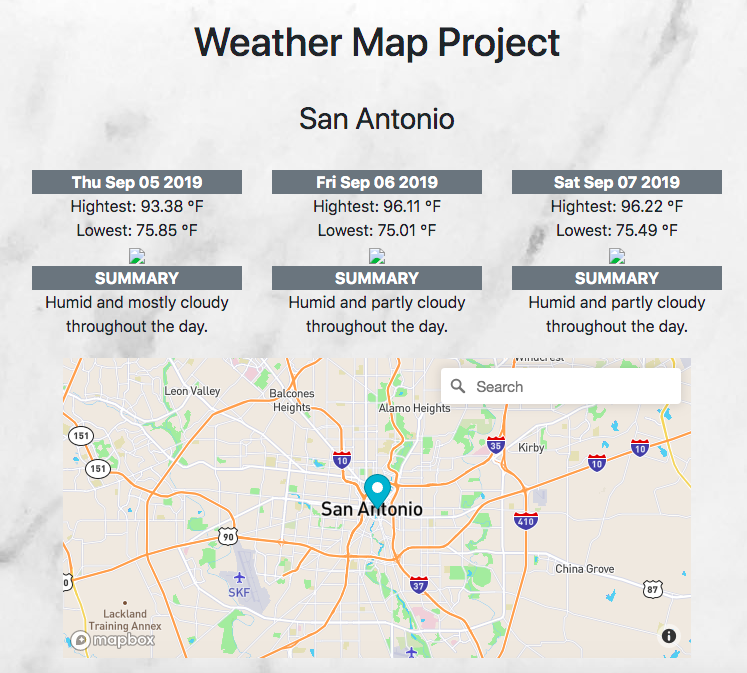 Weather Map Project
San Antonio
Thu Sep 05 2019
Hightest: 93.38 °F
Lowest: 75.85 °F
SUMMARY
Humid and mostly cloudy
throughout the day.
Fri Sep 06 2019
Hightest: 96.11 °F
Lowest: 75.01 °F
SUMMARY
Humid and partly cloudy
throughout the day.
Sat Sep 07 2019
Hightest: 96.22 °F
Lowest: 75.49 °F
SUMMARY
Humid and partly cloudy
throughout the day.
Search
Leon Valley
Balcones
Heights
Alamo Heights
151
35
Kirby
10
10
10
151
San Antonio
410
90
China Grove
SKF
37
87
Lackland
Training Annex
mapbox